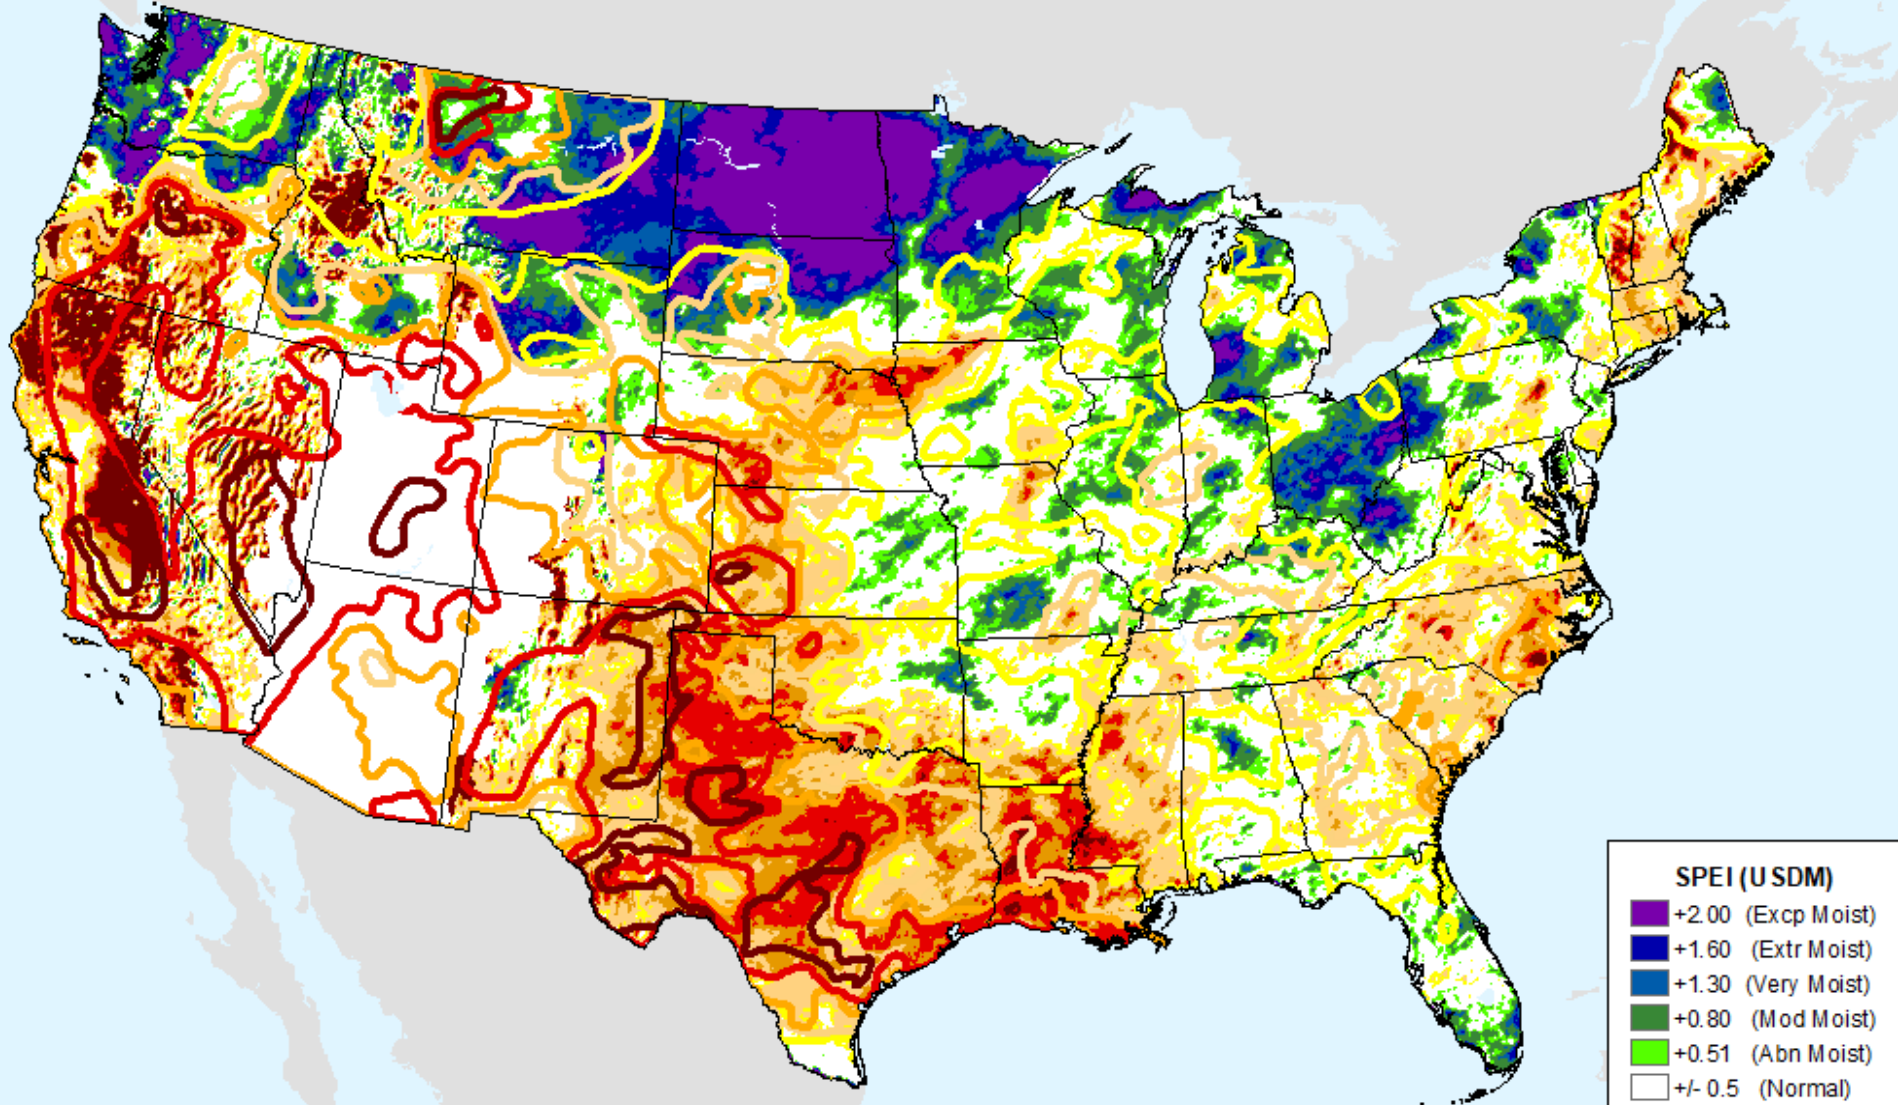 SPEI (USDM)
+2.00 (Excp Moist)
+1.60 (Extr Moist)
+1.30 (Very Moist)
+0.80 (Mod Moist)
+0.51 (Abn Moist)
+/- 0.5 (Normal)